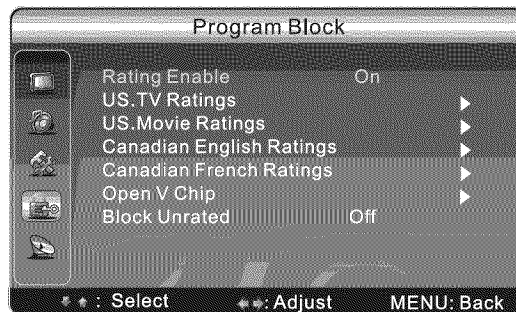 Program Block
Rating Enable On
US.TV Ratings
US.Movie Ratings
Canadian English Ratings
Canadian French Ratings
Open V Chip
Block Unrated Off
: Select : Adjust MENU: Back